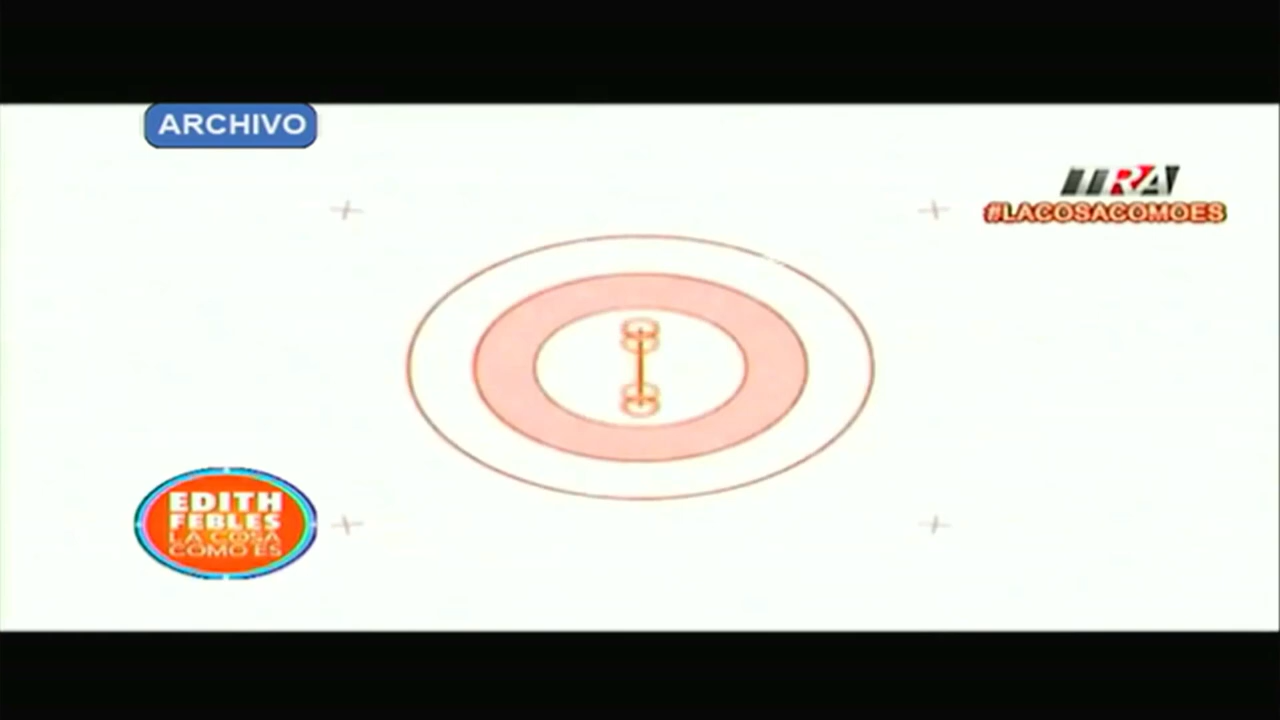 ARCHIVO
TRA
#LACOSACOMOES
EDITH
FEBLES
LA COSA
COMO ES